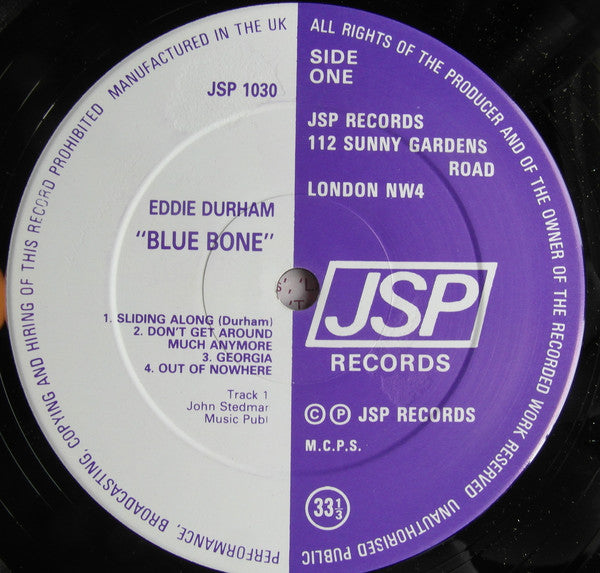 PERFORMANCE, BROADCASTING, COPYING AND HIRING OF THIS RECORD PROHIBITED MANUFACTURED IN THE UK
ALL RIGHTS OF THE PRODUCER AND OF THE OWNER OF THE RECORDED WORK RESERVED UNAUTHORISED PUBLIC
JSP 1030
EDDIE DURHAM
"BLUE BONE"
1. SLIDING ALONG (Durham)
2. DON'T GET AROUND
MUCH ANYMORE
3. GEORGIA
4. OUT OF NOWHERE
Track 1
John Stedmar
Music Publ
SIDE
ONE
JSP RECORDS
112 SUNNY GARDENS
ROAD
LONDON NW4
JSP
RECORDS
© ℗ JSP RECORDS
M.C.P.S.
33⅓